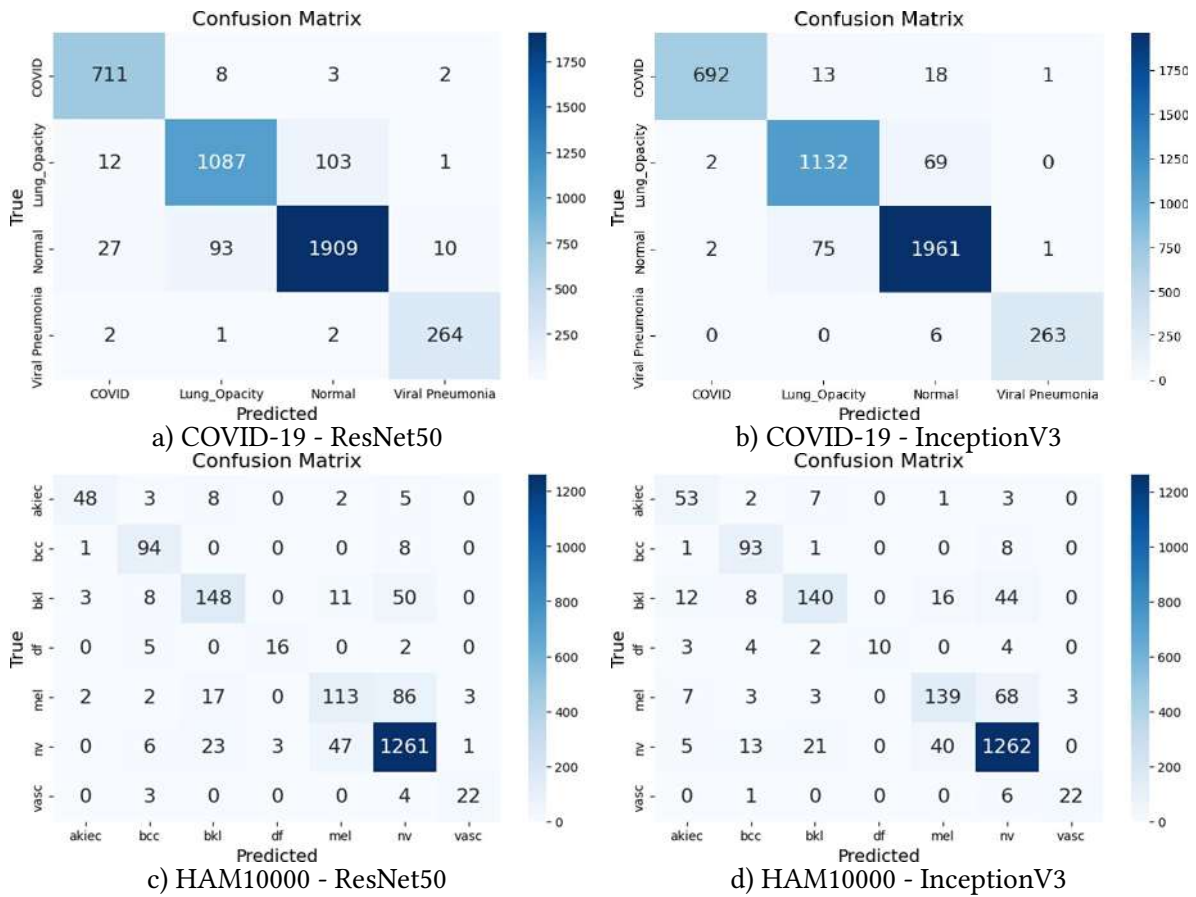 Confusion Matrix
COVID
Lung_Opacity
Normal
Viral Pneumonia
True
711 8 3 2
12 1087 103 1
27 93 1909 10
2 1 2 264
COVID Lung_Opacity Normal Viral Pneumonia
Predicted
1750
1500
1250
1000
750
500
250
a) COVID-19 - ResNet50
Confusion Matrix
COVID
Lung_Opacity
Normal
Viral Pneumonia
True
692 13 18 1
2 1132 69 0
2 75 1961 1
0 0 6 263
COVID Lung_Opacity Normal Viral Pneumonia
Predicted
1750
1500
1250
1000
750
500
250
0
b) COVID-19 - InceptionV3
Confusion Matrix
True
akiec 48 3 8 0 2 5 0
bcc 1 94 0 0 0 8 0
bkl 3 8 148 0 11 50 0
df 0 5 0 16 0 2 0
mel 2 2 17 0 113 86 3
nv 0 6 23 3 47 1261 1
vasc 0 3 0 0 0 4 22
akiec bcc bkl df mel nv vasc
Predicted
1200
1000
800
600
400
200
0
c) HAM10000 - ResNet50
Confusion Matrix
True
akiec 53 2 7 0 1 3 0
bcc 1 93 1 0 0 8 0
bkl 12 8 140 0 16 44 0
df 3 4 2 10 0 4 0
mel 7 3 3 0 139 68 3
nv 5 13 21 0 40 1262 0
vasc 0 1 0 0 0 6 22
akiec bcc bkl df mel nv vasc
Predicted
1200
1000
800
600
400
200
0
d) HAM10000 - InceptionV3